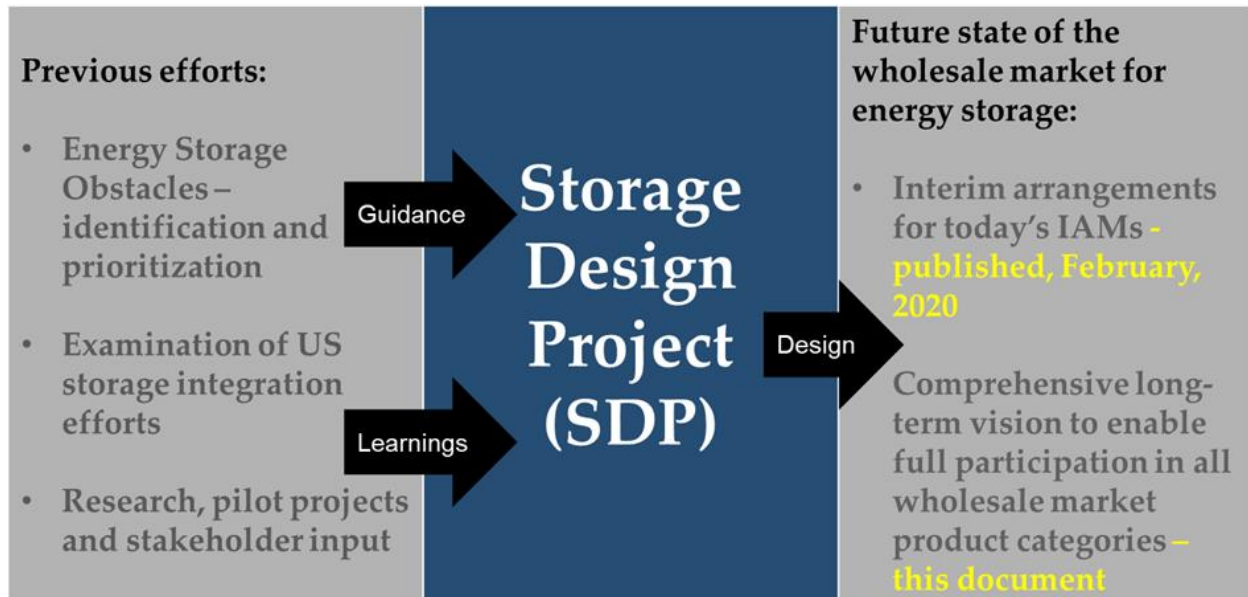 Previous efforts:
• Energy Storage
Obstacles –
identification and
prioritization
• Examination of US
storage integration
efforts
• Research, pilot projects
and stakeholder input
Guidance
Learnings
Storage
Design
Project
(SDP)
Design
Future state of the
wholesale market for
energy storage:
• Interim arrangements
for today's IAMs -
published, February,
2020
Comprehensive long-
term vision to enable
full participation in all
wholesale market
product categories –
this document